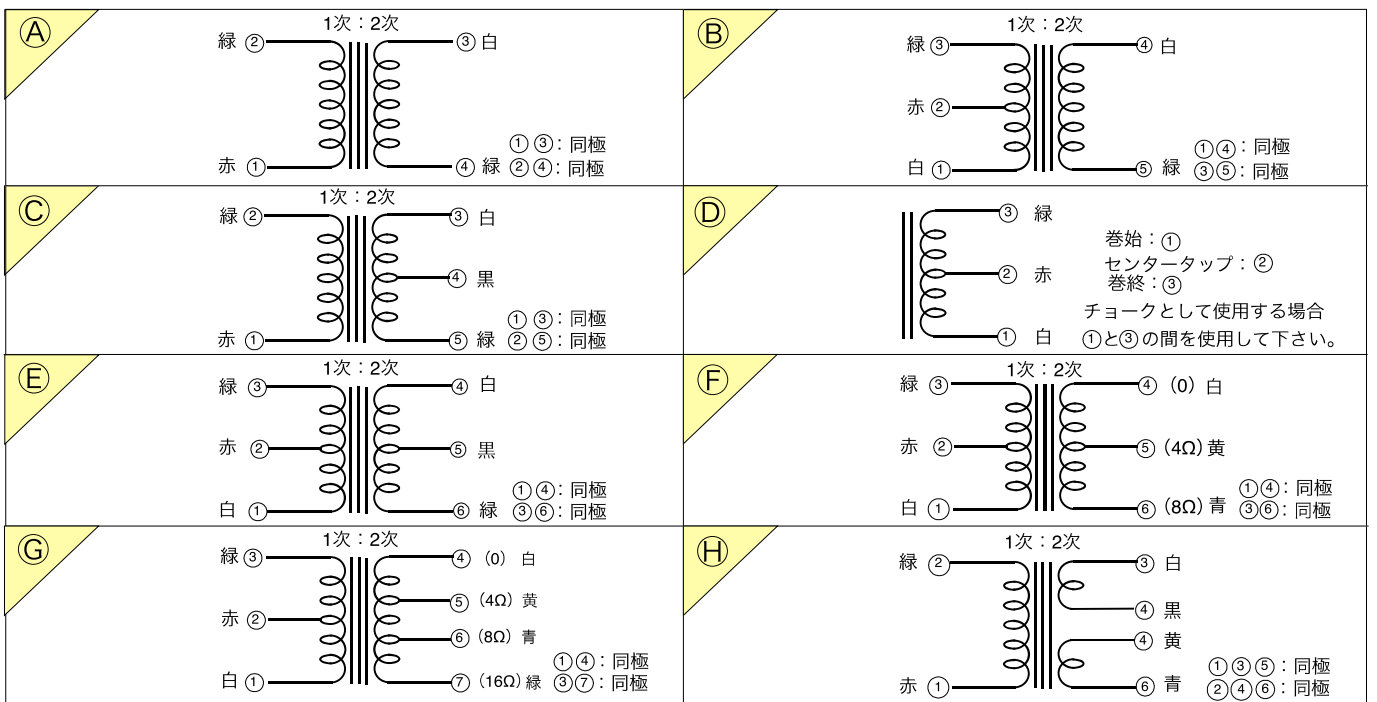 Ⓐ
1次：2次
緑 ② ③ 白
① ③：同極
赤 ① ④ 緑 ② ④：同極
Ⓑ
1次：2次
緑 ③ ④ 白
赤 ②
①④：同極
白 ① ⑤ 緑 ③⑤：同極
Ⓒ
1次：2次
緑 ② ③ 白
④ 黒
① ③：同極
赤 ① ⑤ 緑 ② ⑤：同極
Ⓓ
③ 緑
巻始：①
② 赤 センタータップ：②
巻終：③
チョークとして使用する場合
① 白 ①と③の間を使用して下さい。
Ⓔ
1次：2次
緑 ③ ④ 白
赤 ② ⑤ 黒
①④：同極
白 ① ⑥ 緑 ③⑥：同極
Ⓕ
1次：2次
緑 ③ ④ (0) 白
赤 ② ⑤ (4Ω) 黄
①④：同極
白 ① ⑥ (8Ω) 青 ③⑥：同極
Ⓖ
1次：2次
緑 ③ ④ (0) 白
⑤ (4Ω) 黄
赤 ② ⑥ (8Ω) 青
①④：同極
白 ① ⑦ (16Ω) 緑 ③⑦：同極
Ⓗ
1次：2次
緑 ② ③ 白
④ 黒
④ 黄
①③⑤：同極
赤 ① ⑥ 青 ②④⑥：同極